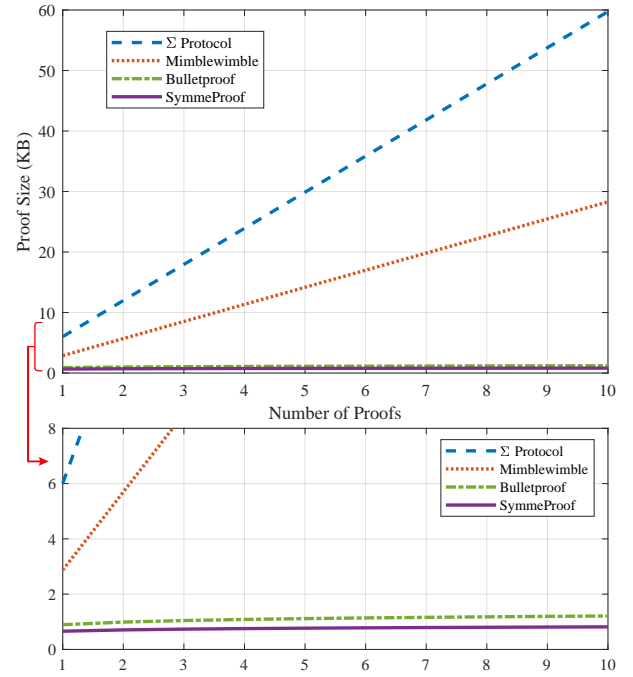 60
50
40
30
20
10
0
Proof Size (KB)
Σ Protocol
Mimblewimble
Bulletproof
SymmeProof
1 2 3 4 5 6 7 8 9 10
Number of Proofs
8
6
4
2
0
Σ Protocol
Mimblewimble
Bulletproof
SymmeProof
1 2 3 4 5 6 7 8 9 10